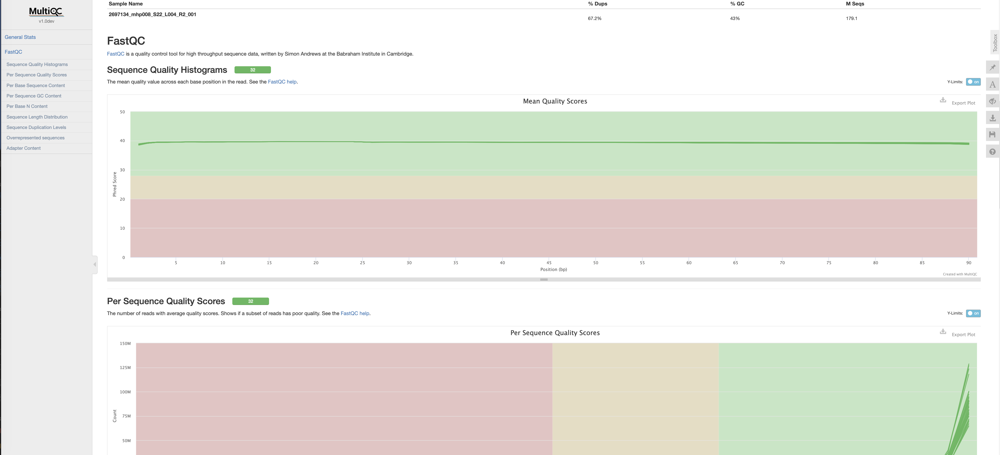 MultiQC
v1.0dev
General Stats
FastQC
Sequence Quality Histograms
Per Sequence Quality Scores
Per Base Sequence Content
Per Sequence GC Content
Per Base N Content
Sequence Length Distribution
Sequence Duplication Levels
Overrepresented sequences
Adapter Content
Sample Name % Dups % GC M Seqs
2697134_mhp008_S22_L004_R2_001 67.2% 43% 179.1
FastQC
FastQC is a quality control tool for high throughput sequence data, written by Simon Andrews at the Babraham Institute in Cambridge.
Sequence Quality Histograms 32
The mean quality value across each base position in the read. See the FastQC help.
Y-Limits: on
Mean Quality Scores
Export Plot
50
40
30
20
10
0
Phred Score
5 10 15 20 25 30 35 40 45 50 55 60 65 70 75 80 85 90
Position (bp)
Created with MultiQC
Per Sequence Quality Scores 32
The number of reads with average quality scores. Shows if a subset of reads has poor quality. See the FastQC help.
Y-Limits: on
Per Sequence Quality Scores
Export Plot
150M
125M
100M
75M
50M
Count
Toolbox
A